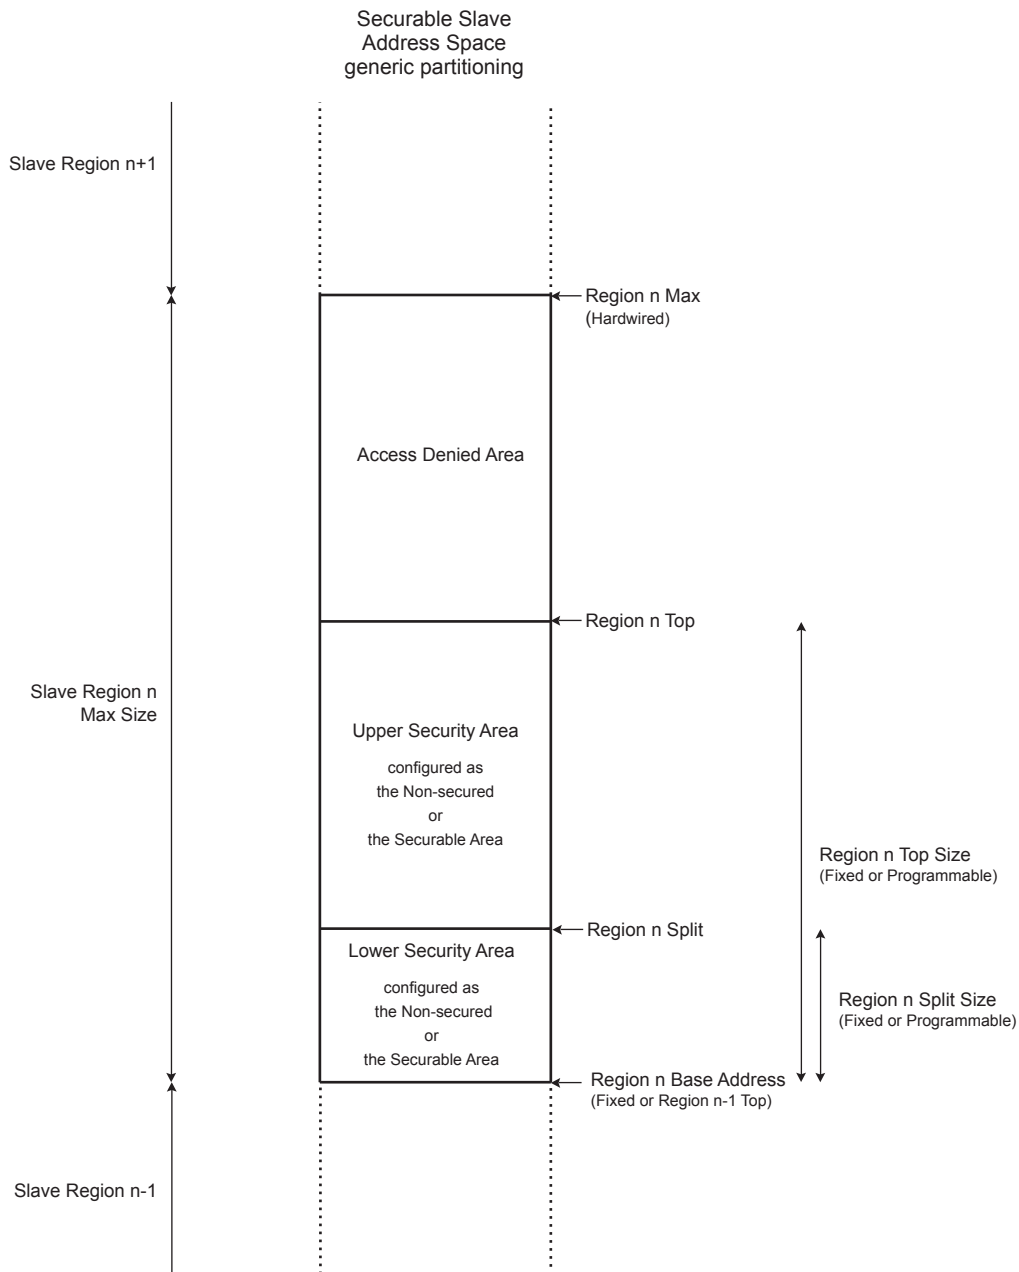 Securable Slave
Address Space
generic partitioning
Slave Region n+1
Region n Max
(Hardwired)
Access Denied Area
Region n Top
Slave Region n
Max Size
Upper Security Area
configured as
the Non-secured
or
the Securable Area
Region n Top Size
(Fixed or Programmable)
Region n Split
Lower Security Area
configured as
the Non-secured
or
the Securable Area
Region n Split Size
(Fixed or Programmable)
Region n Base Address
(Fixed or Region n-1 Top)
Slave Region n-1